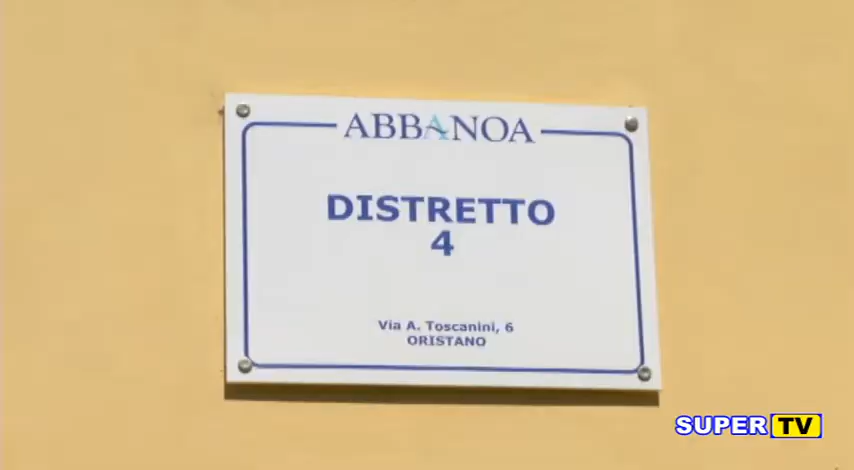 ABBANOA
DISTRETTO
4
Via A. Toscanini, 6
ORISTANO
SUPER TV